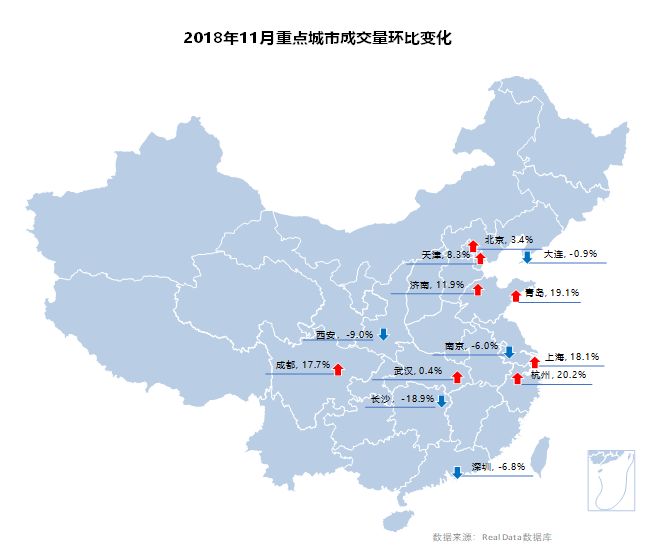 2018年11月重点城市成交量环比变化
北京, 3.4%
天津, 8.3%
大连, -0.9%
济南, 11.9%
青岛, 19.1%
西安, -9.0%
南京, -6.0%
上海, 18.1%
成都, 17.7%
武汉, 0.4%
杭州, 20.2%
长沙, -18.9%
深圳, -6.8%
数据来源：Real Data数据库